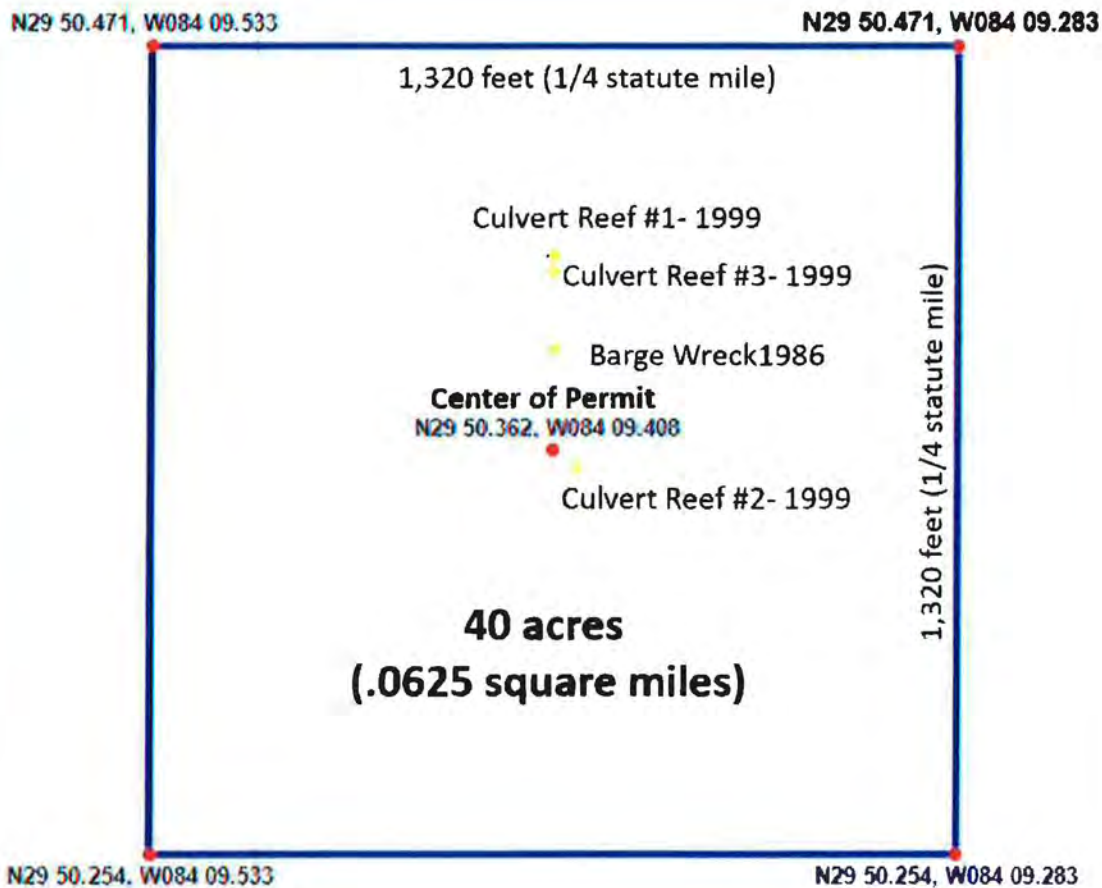 N29 50.471, W084 09.533
N29 50.471, W084 09.283
1,320 feet (1/4 statute mile)
Culvert Reef #1- 1999
Culvert Reef #3- 1999
Barge Wreck1986
Center of Permit
N29 50.362, W084 09.408
Culvert Reef #2- 1999
1,320 feet (1/4 statute mile)
40 acres
(.0625 square miles)
N29 50.254, W084 09.533
N29 50.254, W084 09.283